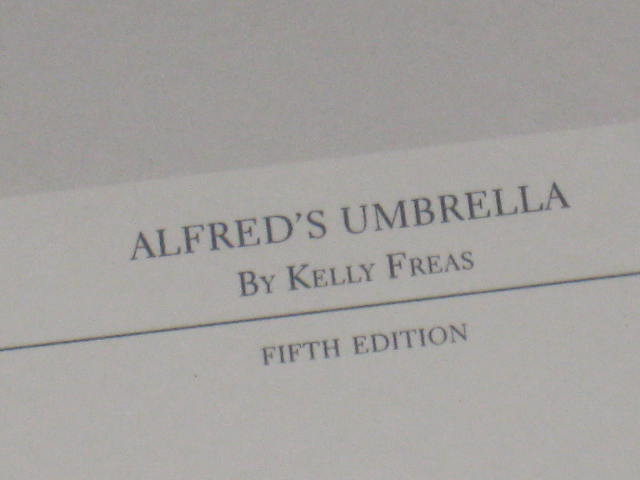 ALFRED'S UMBRELLA
BY KELLY FREAS
FIFTH EDITION